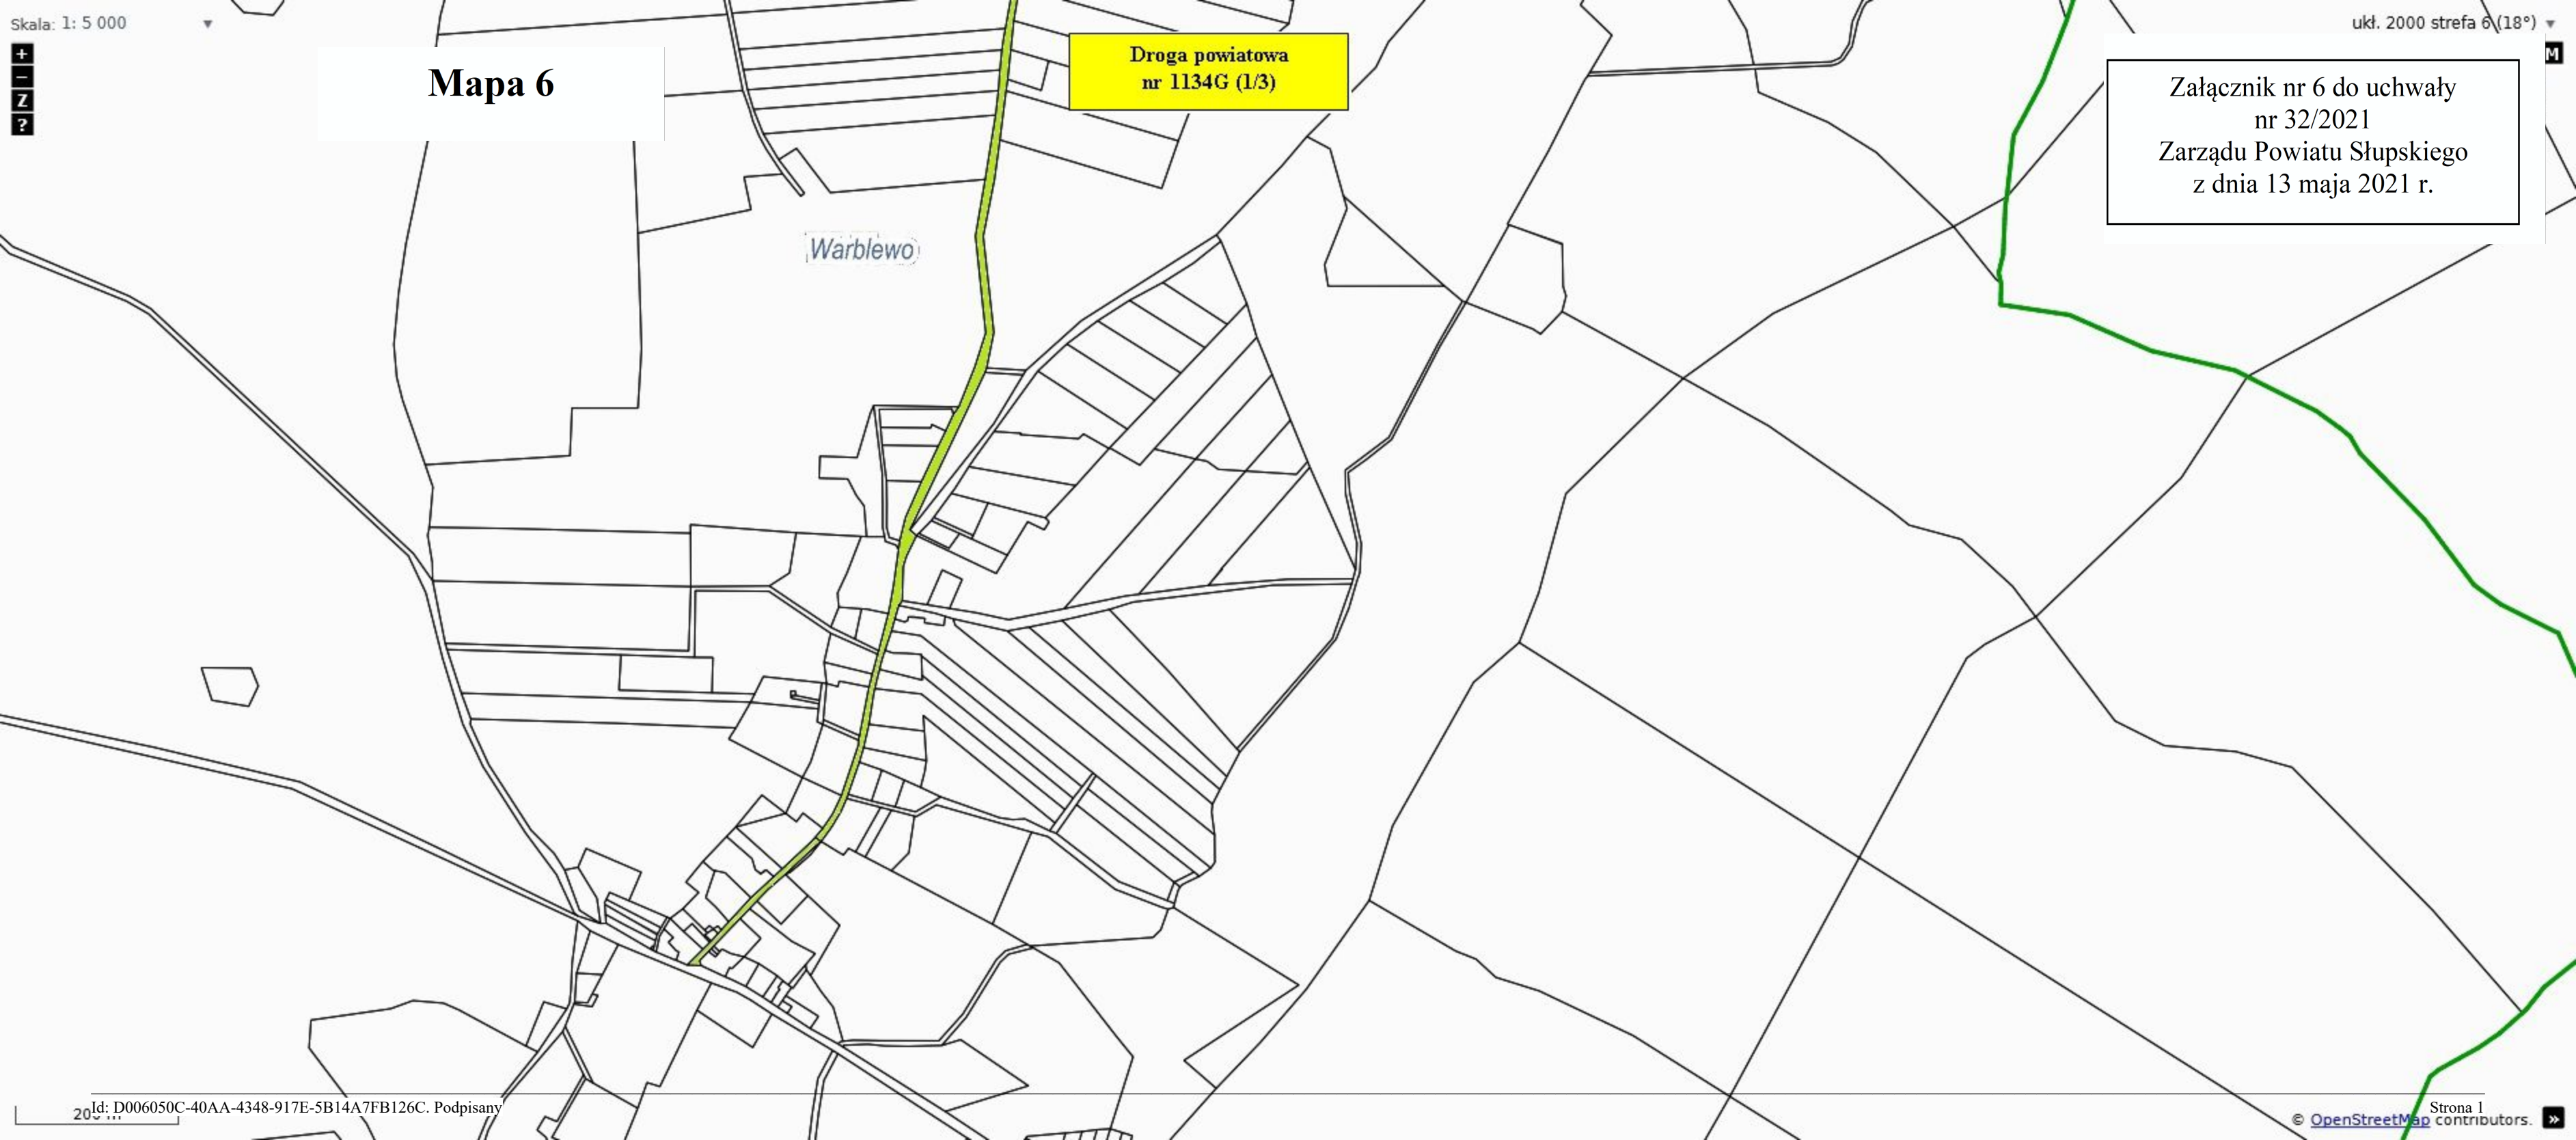 Skala: 1: 5 000
+
–
Z
?
Mapa 6
Droga powiatowa
nr 1134G (1/3)
ukł. 2000 strefa 6 (18°)
M
Załącznik nr 6 do uchwały
nr 32/2021
Zarządu Powiatu Słupskiego
z dnia 13 maja 2021 r.
Warblewo
Id: D006050C-40AA-4348-917E-5B14A7FB126C. Podpisany
Strona 1
© OpenStreetMap contributors. »